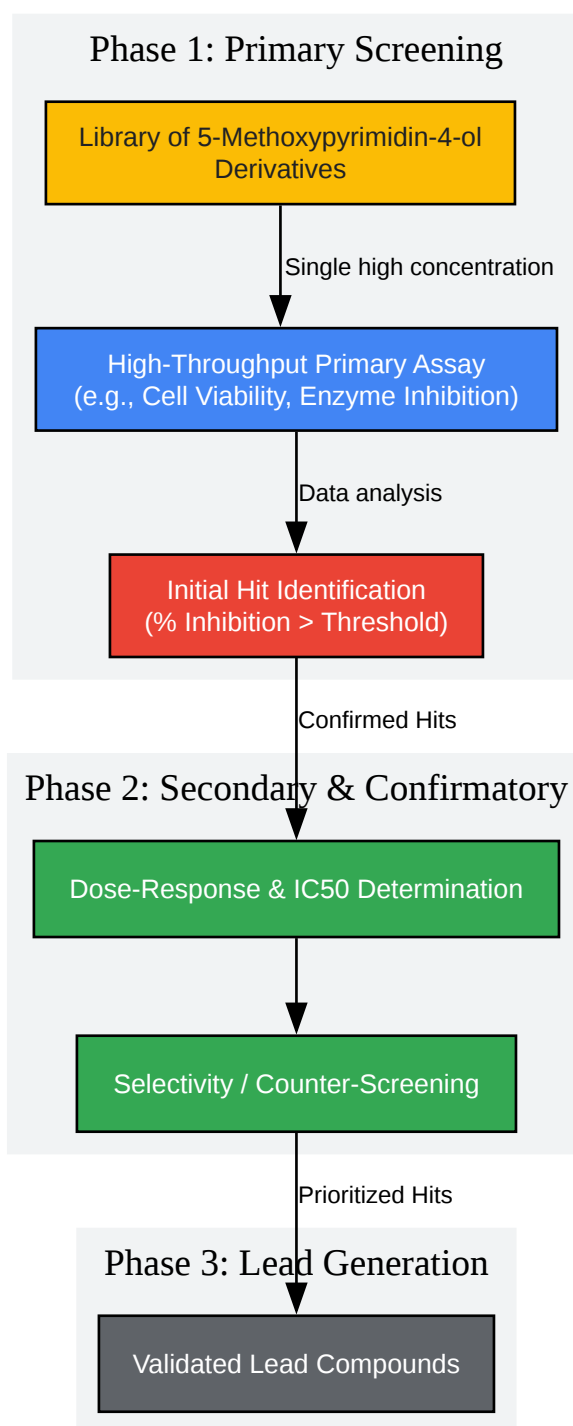 Phase 1: Primary Screening
Library of 5-Methoxypyrimidin-4-ol
Derivatives
Single high concentration
High-Throughput Primary Assay
(e.g., Cell Viability, Enzyme Inhibition)
Data analysis
Initial Hit Identification
(% Inhibition > Threshold)
Confirmed Hits
Phase 2: Secondary & Confirmatory
Dose-Response & IC50 Determination
Selectivity / Counter-Screening
Prioritized Hits
Phase 3: Lead Generation
Validated Lead Compounds